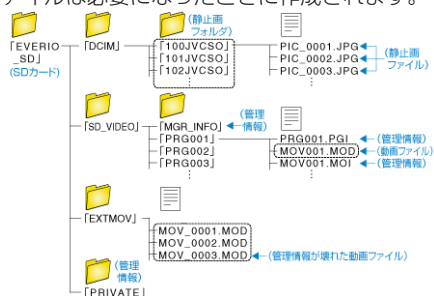 アイルは必要になったときに作成されます。
「EVERIO_SD」
(SDカード)
「DCIM」
(静止画フォルダ)
「100JVCSO」
「101JVCSO」
「102JVCSO」
PIC_0001.JPG
PIC_0002.JPG
PIC_0003.JPG
(静止画ファイル)
「SD_VIDEO」
「MGR_INFO」
(管理情報)
「PRG001」
「PRG002」
「PRG003」
PRG001.PGI
(管理情報)
MOV001.MOD
(動画ファイル)
MOV001.MOI
(管理情報)
「EXTMOV」
MOV_0001.MOD
MOV_0002.MOD
MOV_0003.MOD
(管理情報が壊れた動画ファイル)
(管理情報)
「PRIVATE」